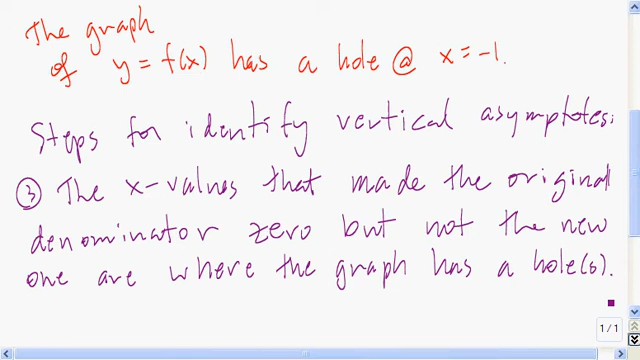 The graph
of y = f(x) has a hole @ x = -1.
Steps for identify vertical asymptotes:
③ The x-values that made the original
denominator zero but not the new
one are where the graph has a hole(s).
1/1